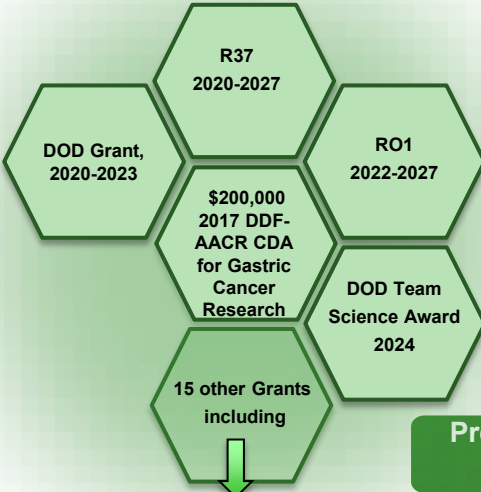 R37
2020-2027
DOD Grant,
2020-2023
RO1
2022-2027
$200,000
2017 DDF-
AACR CDA
for Gastric
Cancer
Research
DOD Team
Science Award
2024
15 other Grants
including